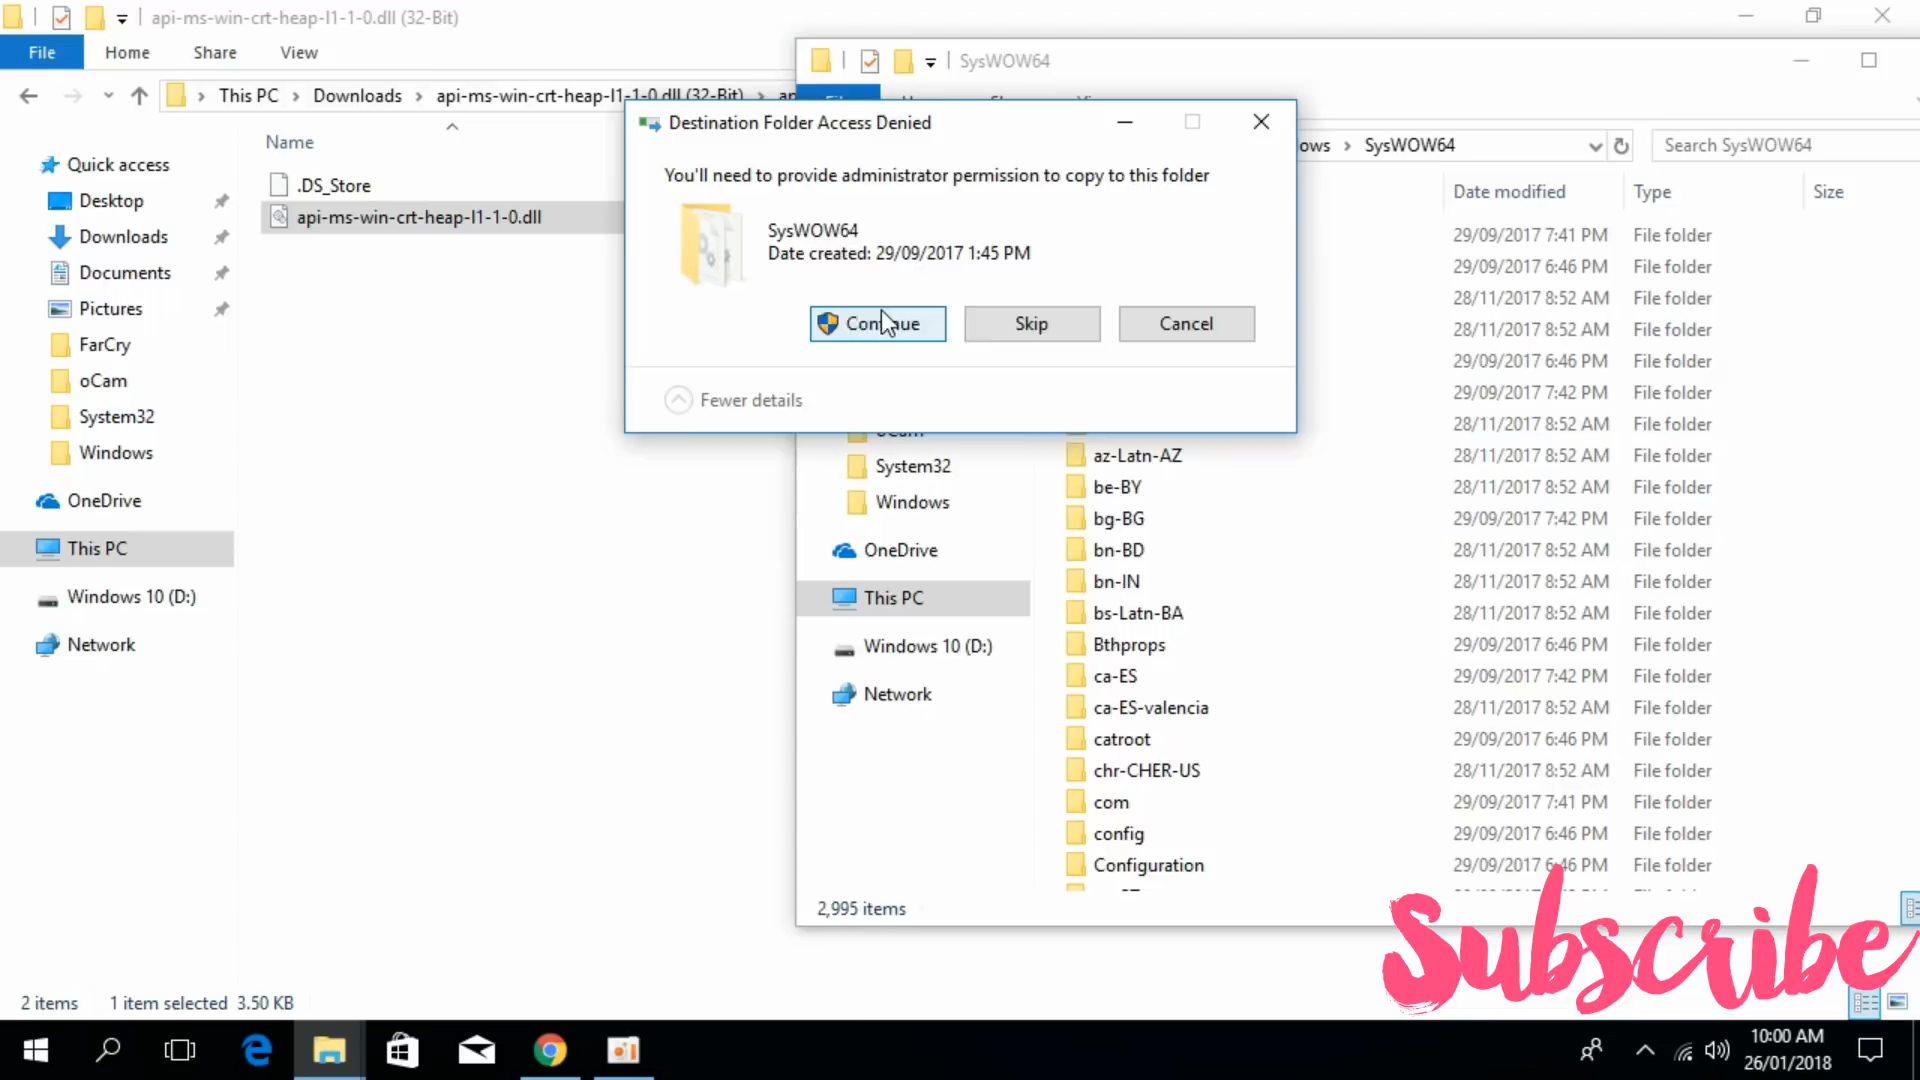 api-ms-win-crt-heap-l1-1-0.dll (32-Bit)
File Home Share View
This PC Downloads api-ms-win-crt-heap-l1-1-0.dll (32-Bit)
Quick access
Desktop
Downloads
Documents
Pictures
FarCry
oCam
System32
Windows
OneDrive
This PC
Windows 10 (D:)
Network
Name
.DS_Store
api-ms-win-crt-heap-l1-1-0.dll
2 items 1 item selected 3.50 KB
Destination Folder Access Denied
You'll need to provide administrator permission to copy to this folder
SysWOW64
Date created: 29/09/2017 1:45 PM
Continue Skip Cancel
Fewer details
SysWOW64
SysWOW64 Search SysWOW64
Date modified Type Size
29/09/2017 7:41 PM File folder
29/09/2017 6:46 PM File folder
28/11/2017 8:52 AM File folder
28/11/2017 8:52 AM File folder
29/09/2017 6:46 PM File folder
29/09/2017 7:42 PM File folder
28/11/2017 8:52 AM File folder
az-Latn-AZ 28/11/2017 8:52 AM File folder
be-BY 28/11/2017 8:52 AM File folder
bg-BG 29/09/2017 7:42 PM File folder
bn-BD 28/11/2017 8:52 AM File folder
bn-IN 28/11/2017 8:52 AM File folder
bs-Latn-BA 28/11/2017 8:52 AM File folder
Bthprops 29/09/2017 6:46 PM File folder
ca-ES 29/09/2017 7:42 PM File folder
ca-ES-valencia 28/11/2017 8:52 AM File folder
catroot 29/09/2017 6:46 PM File folder
chr-CHER-US 28/11/2017 8:52 AM File folder
com 29/09/2017 7:41 PM File folder
config 29/09/2017 6:46 PM File folder
Configuration 29/09/2017 6:46 PM File folder
System32
Windows
OneDrive
This PC
Windows 10 (D:)
Network
2,995 items
Subscribe
10:00 AM
26/01/2018